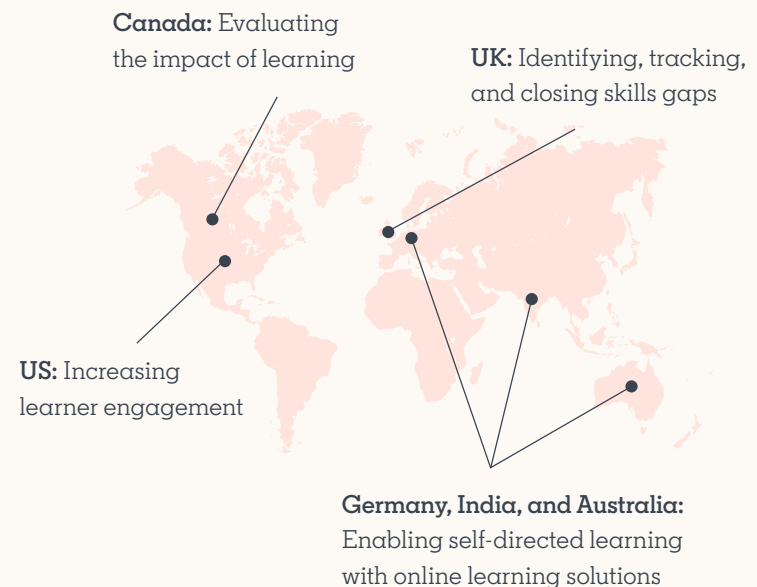 Canada: Evaluating
the impact of learning
UK: Identifying, tracking,
and closing skills gaps
US: Increasing
learner engagement
Germany, India, and Australia:
Enabling self-directed learning
with online learning solutions